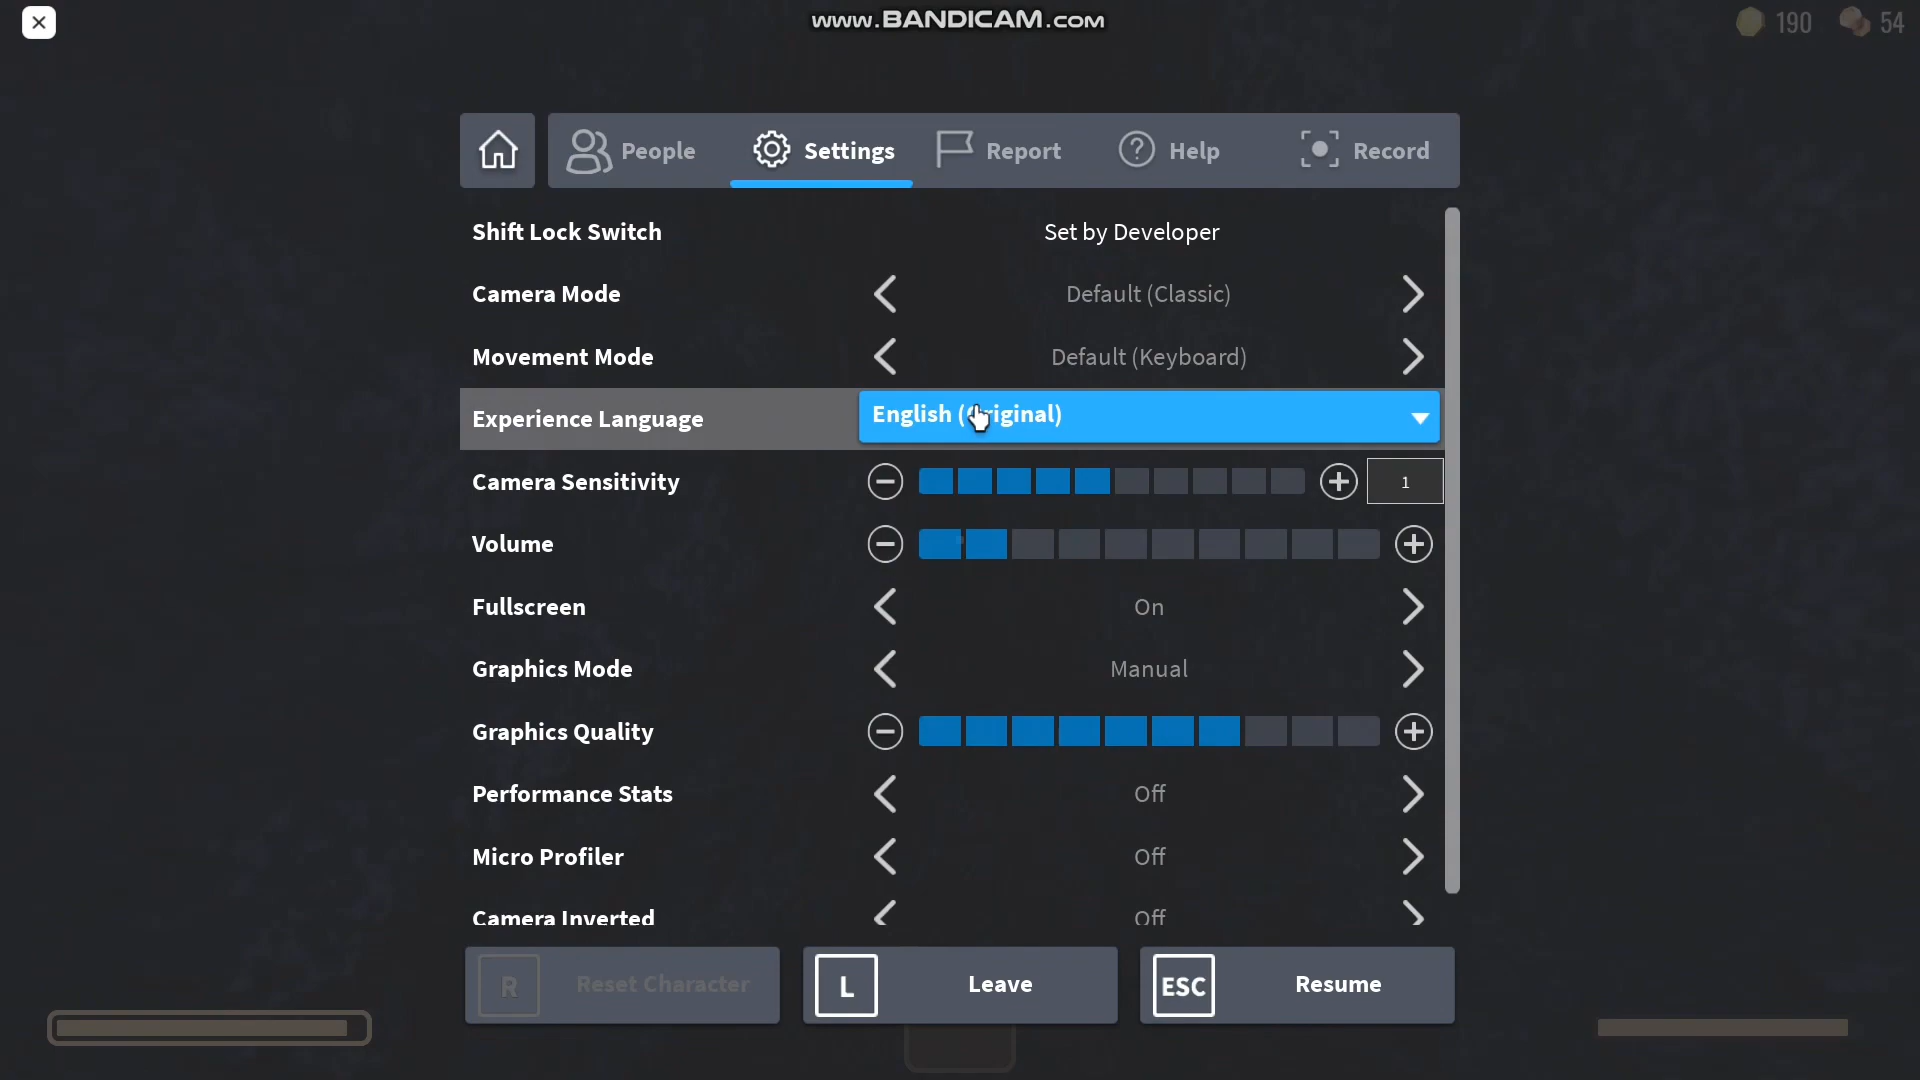 www.BANDICAM.com
190 54
People Settings Report Help Record
Shift Lock Switch Set by Developer
Camera Mode Default (Classic)
Movement Mode Default (Keyboard)
Experience Language English (Original)
Camera Sensitivity 1
Volume
Fullscreen On
Graphics Mode Manual
Graphics Quality
Performance Stats Off
Micro Profiler Off
Camera Inverted Off
R Reset Character L Leave ESC Resume